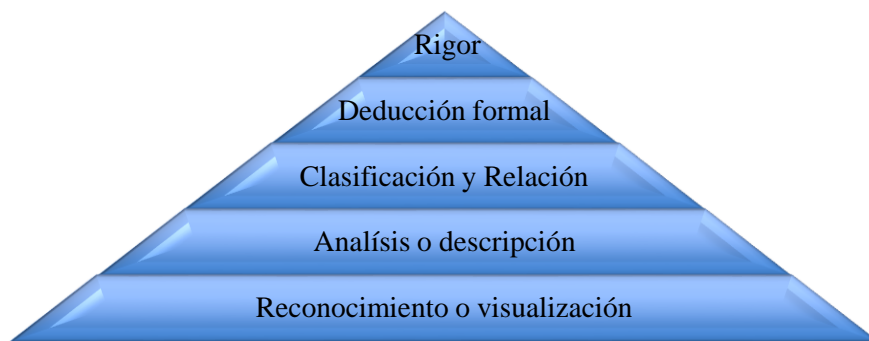 Rigor
Deducción formal
Clasificación y Relación
Analísis o descripción
Reconocimiento o visualización